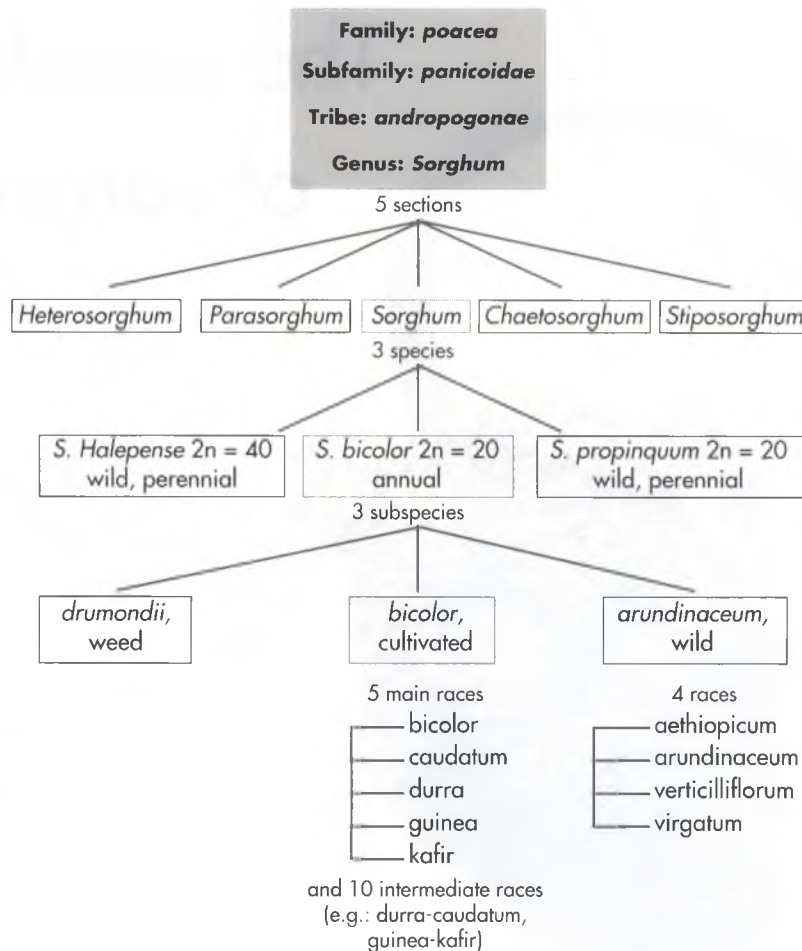 Family: poacea
Subfamily: panicoidae
Tribe: andropogonae
Genus: Sorghum
5 sections
Heterosorghum
Parasorghum
Sorghum
Chaetosorghum
Stiposorghum
3 species
S. Halepense 2n = 40
wild, perennial
S. bicolor 2n = 20
annual
S. propinquum 2n = 20
wild, perennial
3 subspecies
drumondii,
weed
bicolor,
cultivated
arundinaceum,
wild
5 main races
bicolor
caudatum
durra
guinea
kafir
and 10 intermediate races
(e.g.: durra-caudatum,
guinea-kafir)
4 races
aethiopicum
arundinaceum
verticilliflorum
virgatum